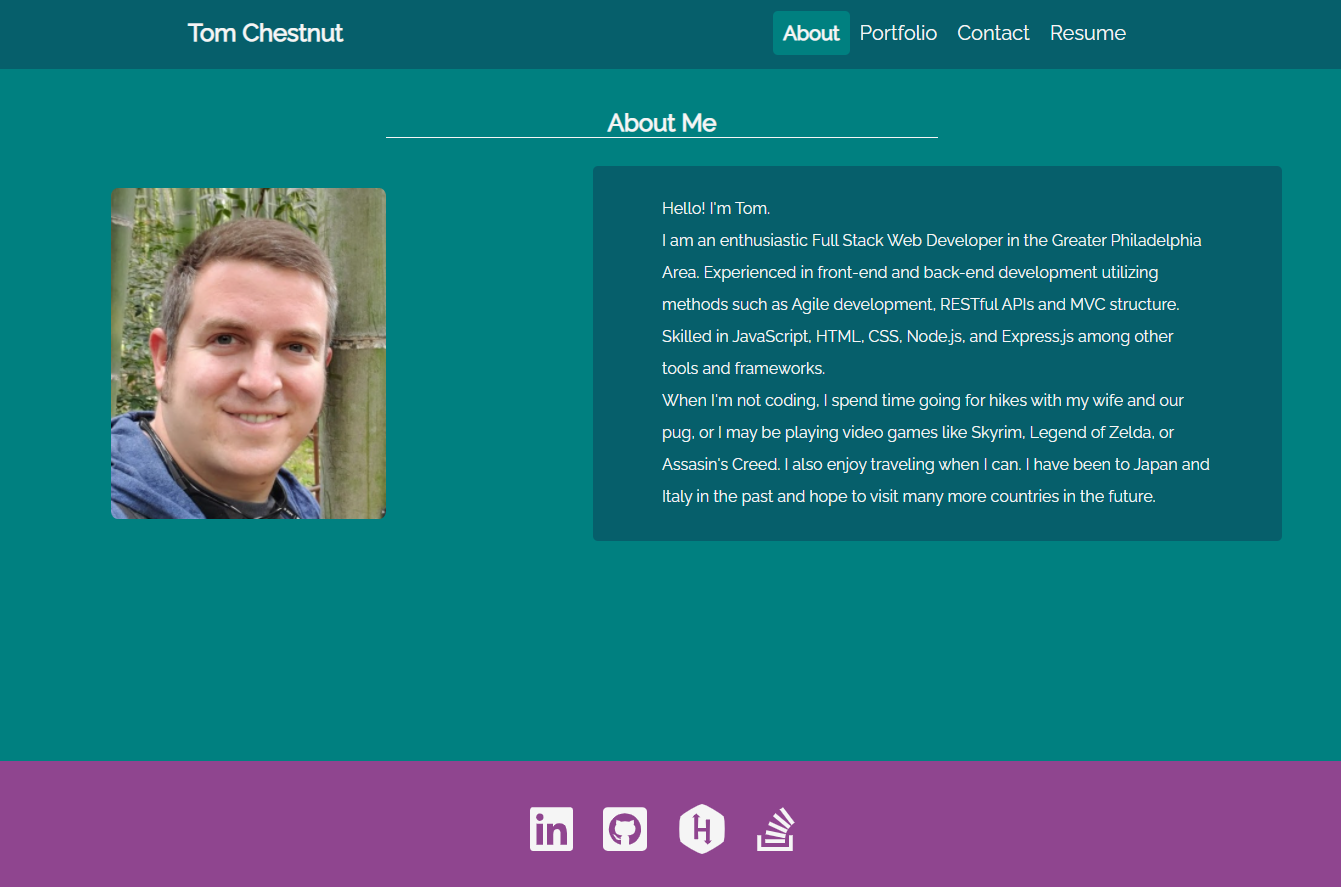 Tom Chestnut
About Portfolio Contact Resume
About Me
Hello! I'm Tom.
I am an enthusiastic Full Stack Web Developer in the Greater Philadelphia
Area. Experienced in front-end and back-end development utilizing
methods such as Agile development, RESTful APIs and MVC structure.
Skilled in JavaScript, HTML, CSS, Node.js, and Express.js among other
tools and frameworks.
When I'm not coding, I spend time going for hikes with my wife and our
pug, or I may be playing video games like Skyrim, Legend of Zelda, or
Assasin's Creed. I also enjoy traveling when I can. I have been to Japan and
Italy in the past and hope to visit many more countries in the future.
in
H